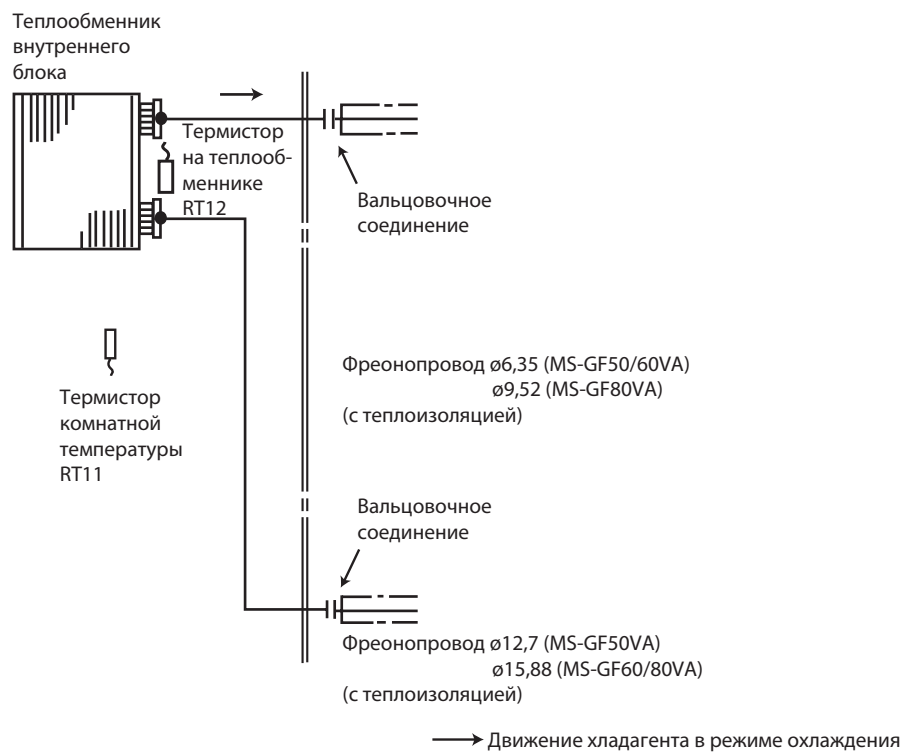 Теплообменник
внутреннего
блока
Термистор
на теплооб-
меннике
RT12
Вальцовочное
соединение
Фреонопровод ø6,35 (MS-GF50/60VA)
ø9,52 (MS-GF80VA)
(с теплоизоляцией)
Термистор
комнатной
температуры
RT11
Вальцовочное
соединение
Фреонопровод ø12,7 (MS-GF50VA)
ø15,88 (MS-GF60/80VA)
(с теплоизоляцией)
Движение хладагента в режиме охлаждения